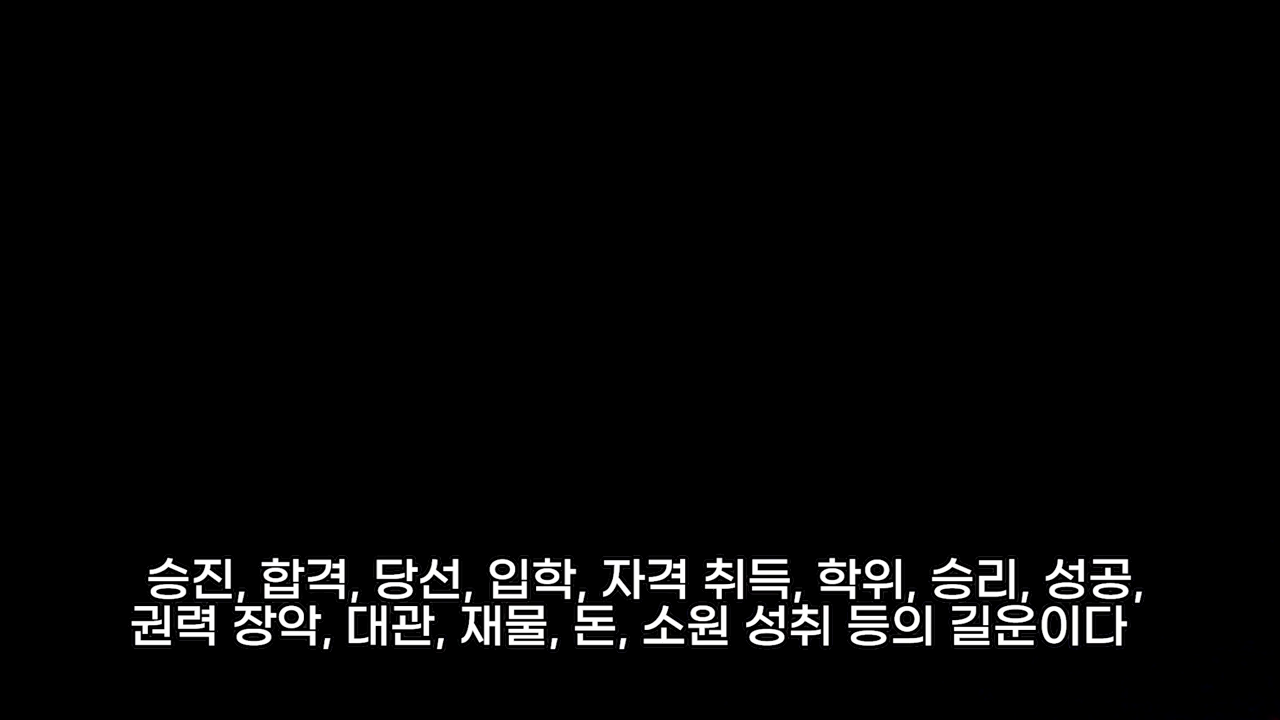 승진, 합격, 당선, 입학, 자격 취득, 학위, 승리, 성공,
권력 장악, 대관, 재물, 돈, 소원 성취 등의 길운이다